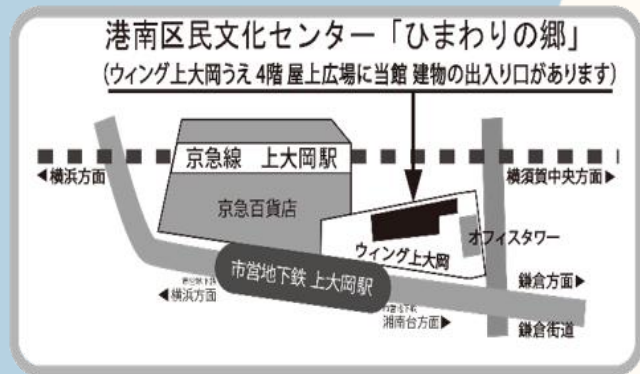 港南区民文化センター「ひまわりの郷」
(ウィング上大岡うえ 4階 屋上広場に当館 建物の出入り口があります)
京急線 上大岡駅
◀横浜方面
横須賀中央方面▶
京急百貨店
オフィスタワー
ウィング上大岡
市営地下鉄 上大岡駅
◀横浜方面
鎌倉方面▶
湘南台方面▶
鎌倉街道